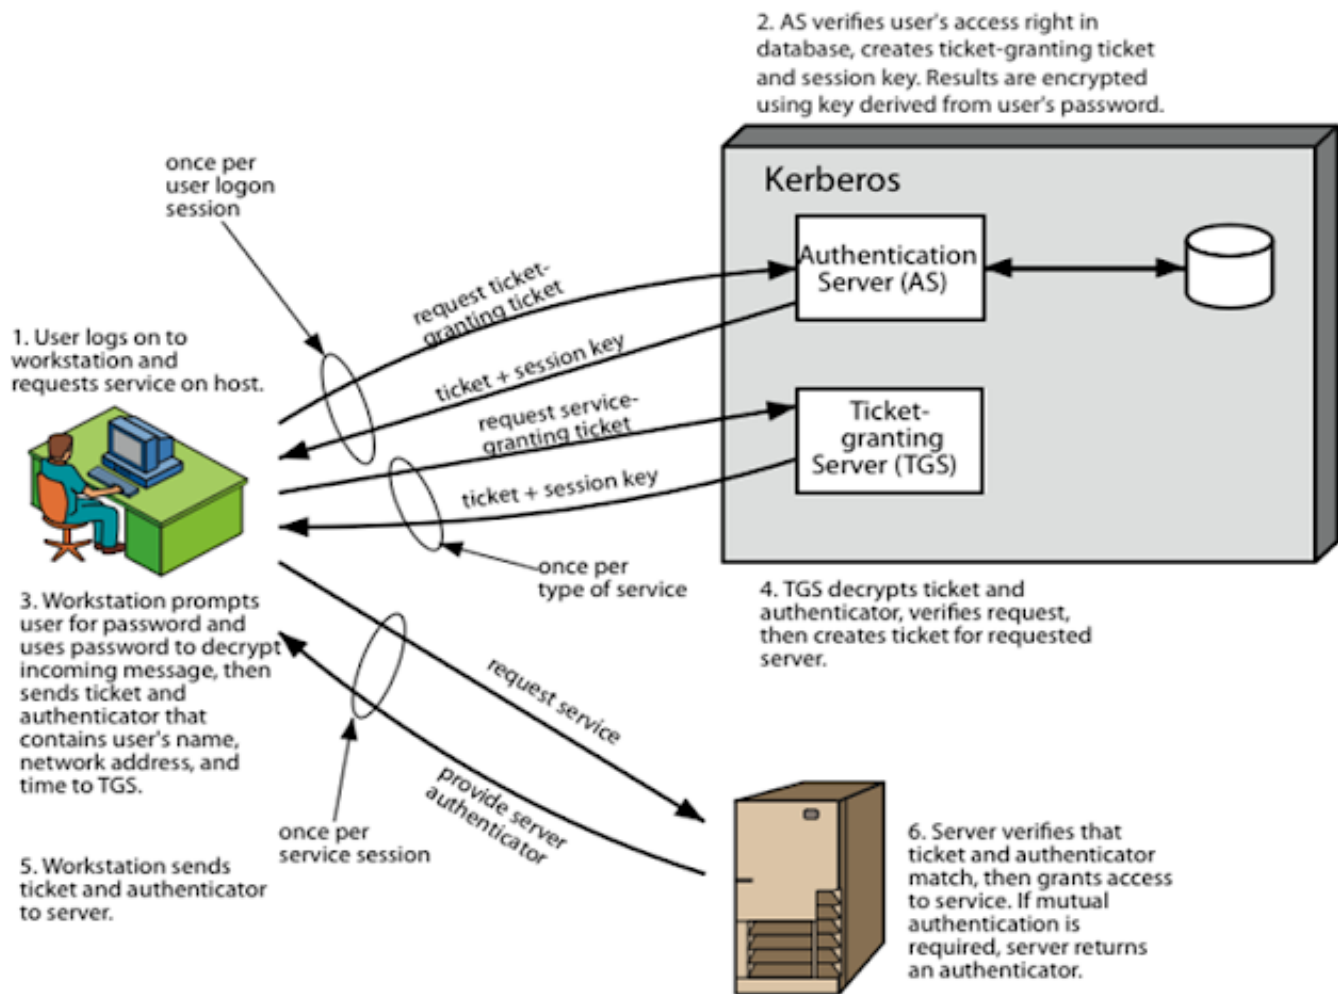 2. AS verifies user's access right in
database, creates ticket-granting ticket
and session key. Results are encrypted
using key derived from user's password.
once per
user logon
session
Kerberos
Authentication
Server (AS)
request ticket-
granting ticket
1. User logs on to
workstation and
requests service on host.
ticket + session key
request service-
granting ticket
Ticket-
granting
Server (TGS)
ticket + session key
once per
type of service
3. Workstation prompts
user for password and
uses password to decrypt
incoming message, then
sends ticket and
authenticator that
contains user's name,
network address, and
time to TGS.
4. TGS decrypts ticket and
authenticator, verifies request,
then creates ticket for requested
server.
request service
provide server
authenticator
once per
service session
5. Workstation sends
ticket and authenticator
to server.
6. Server verifies that
ticket and authenticator
match, then grants access
to service. If mutual
authentication is
required, server returns
an authenticator.